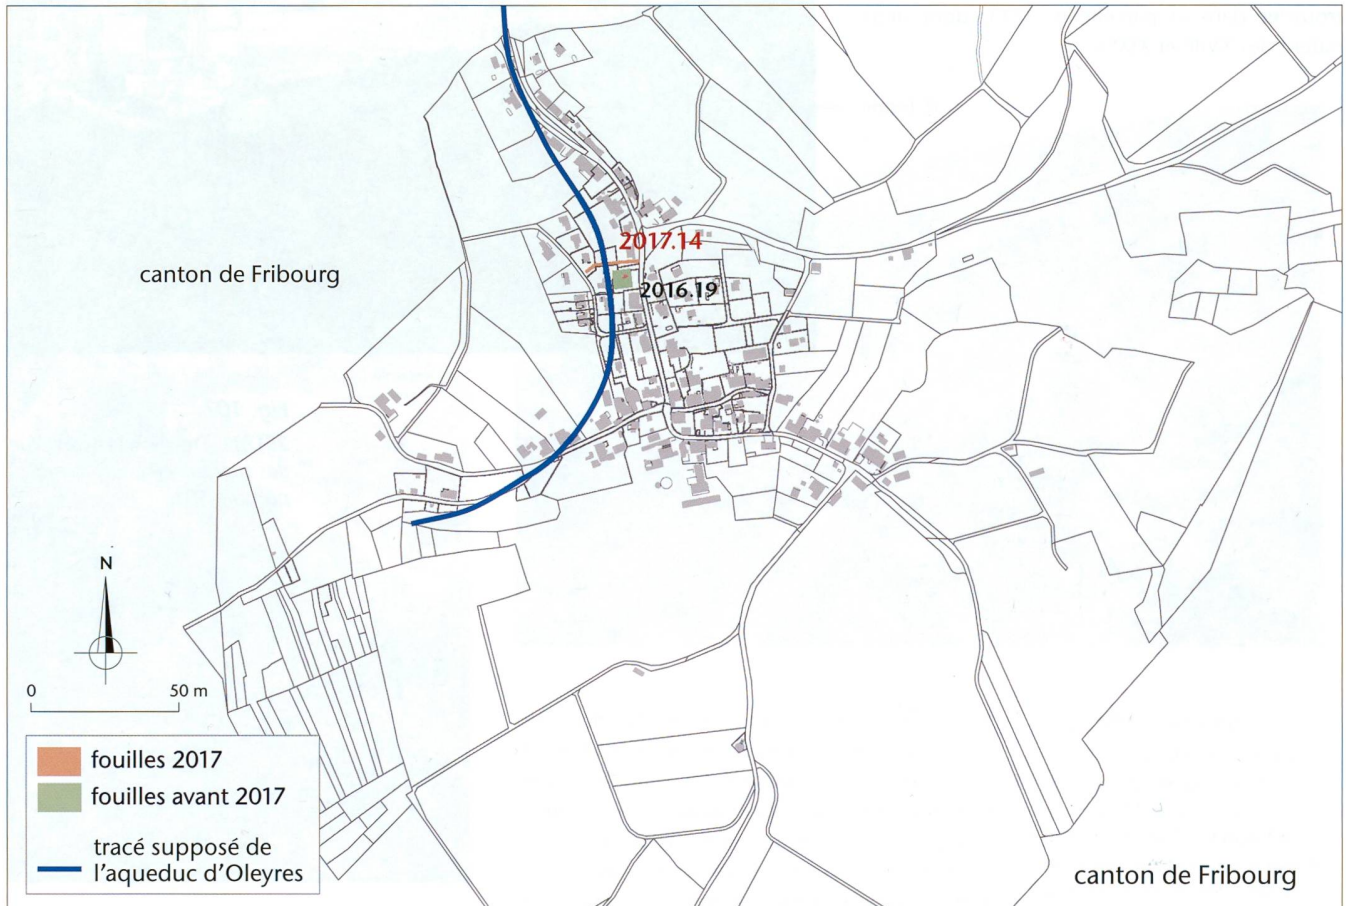 2017.14
canton de Fribourg
2016.19
N
0 50 m
fouilles 2017
fouilles avant 2017
tracé supposé de
l'aqueduc d'Oleyres
canton de Fribourg